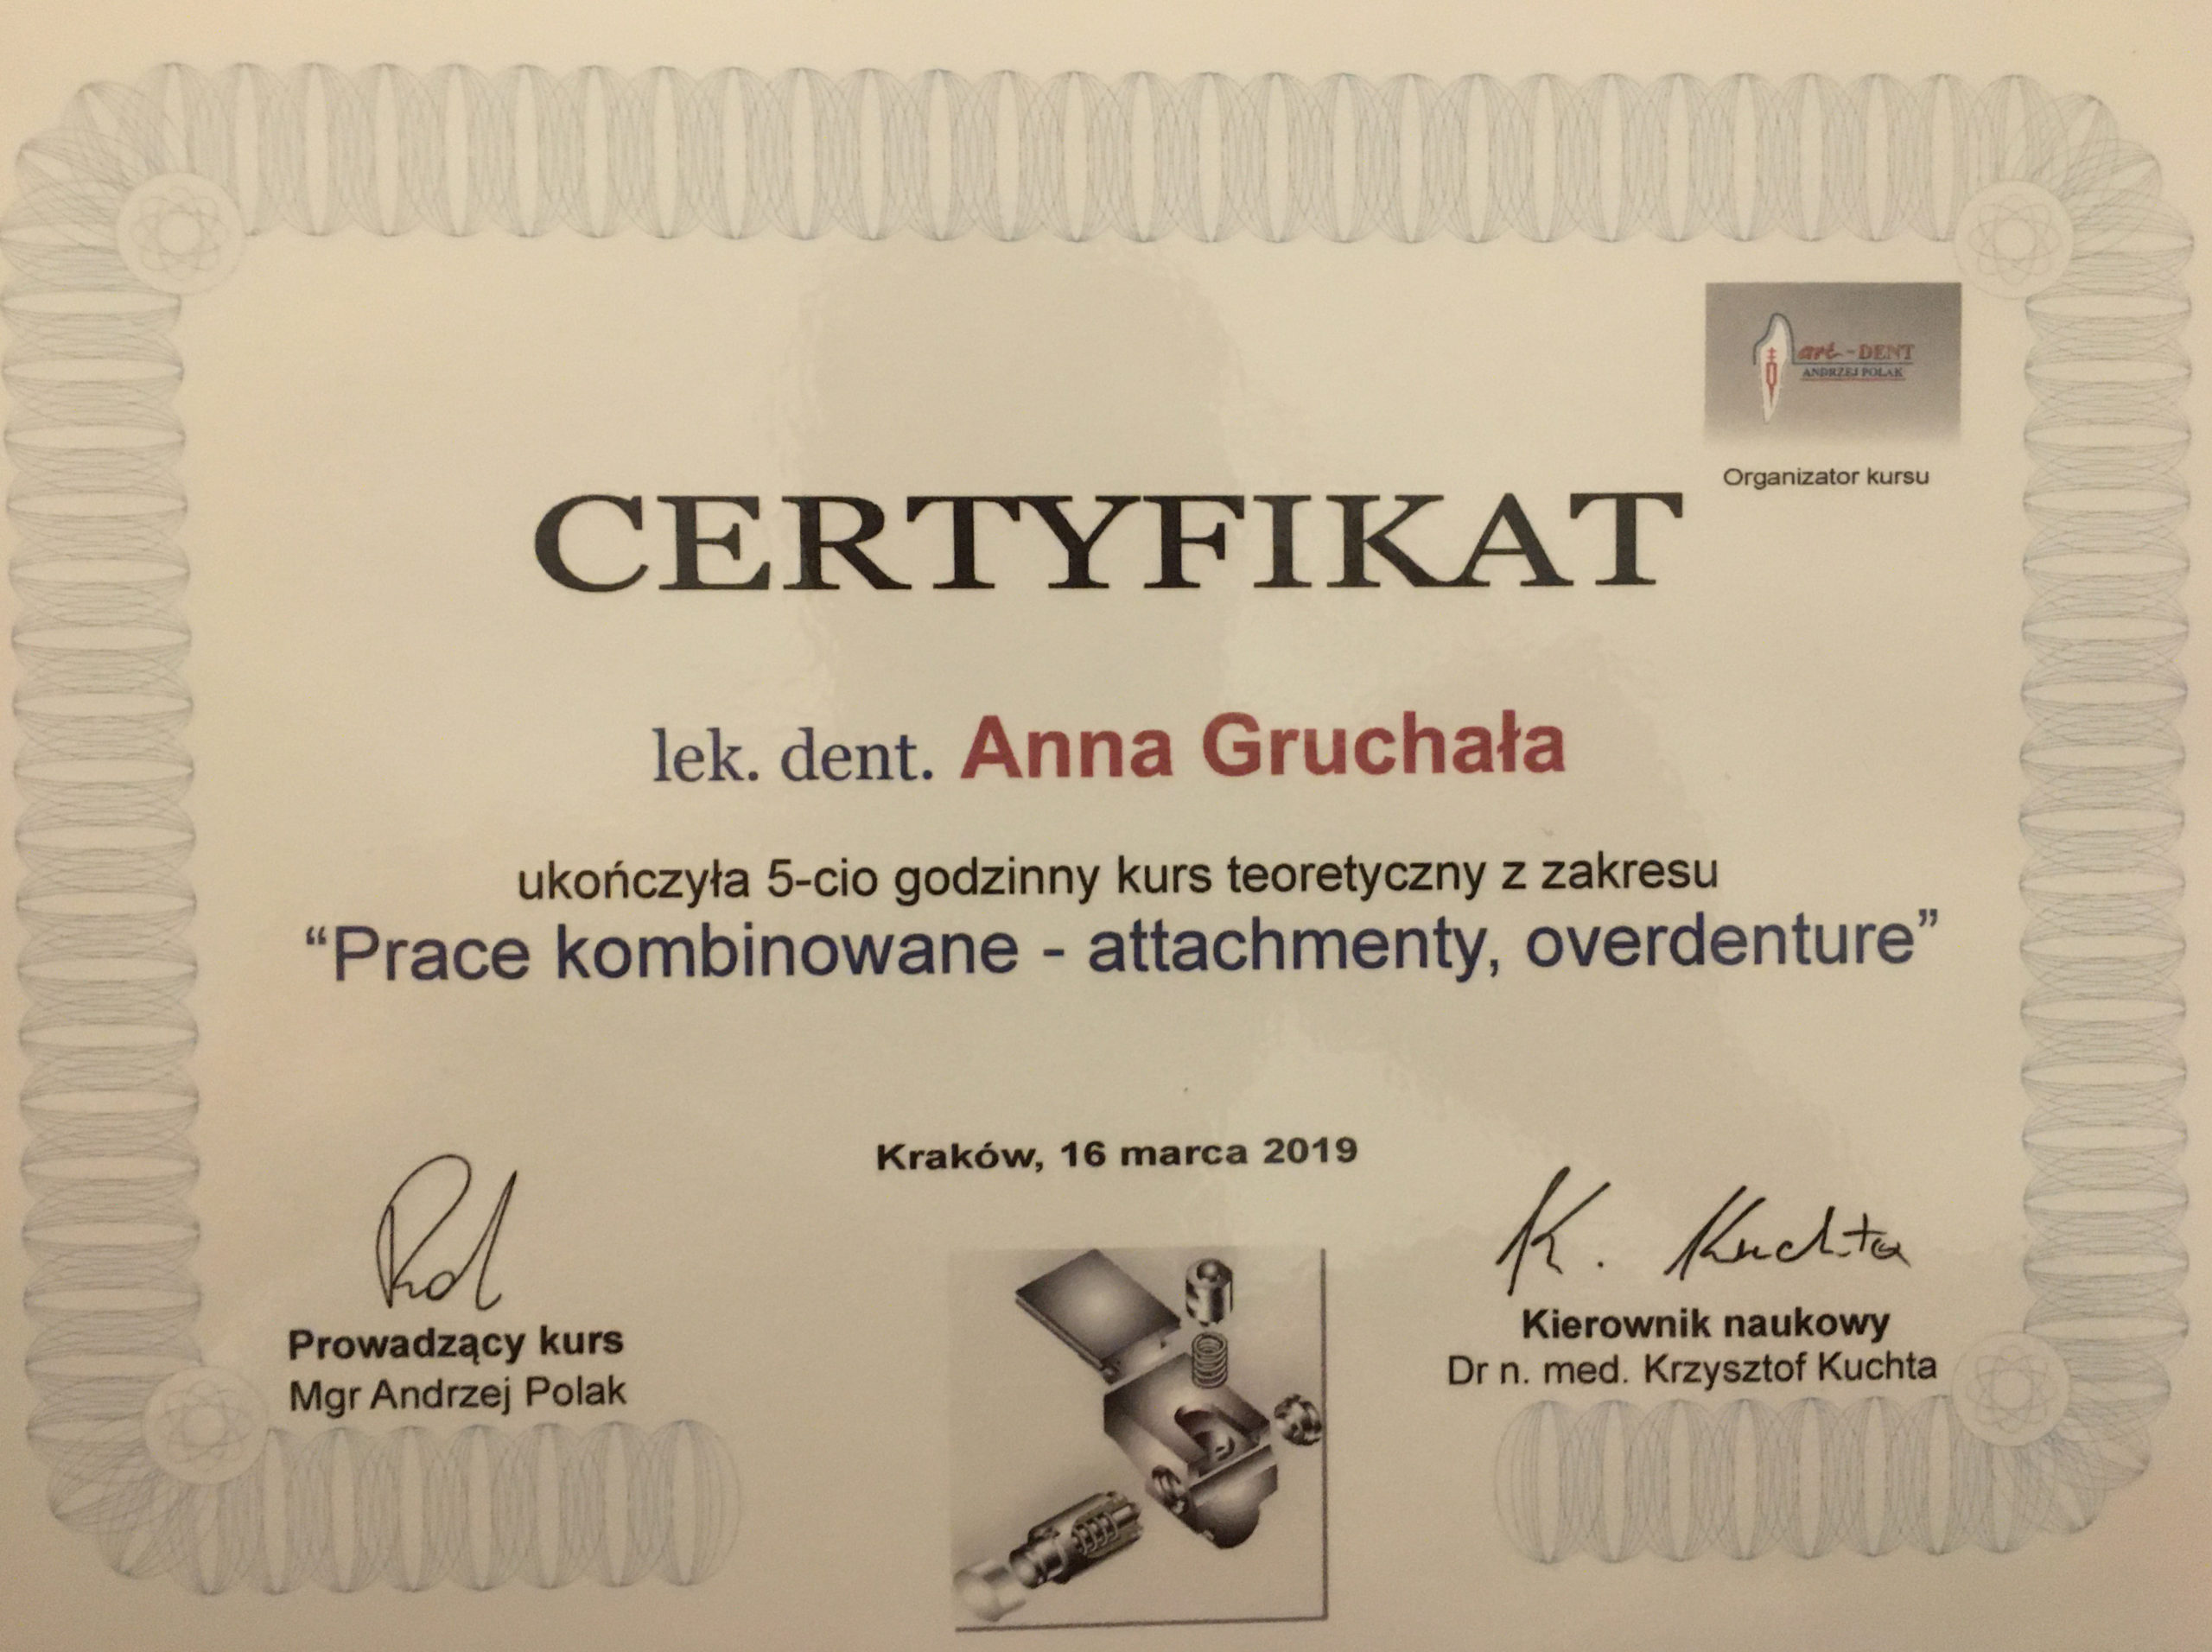 art-DENT
ANDRZEJ POLAK
Organizator kursu
CERTYFIKAT
lek. dent. Anna Gruchała
ukończyła 5-cio godzinny kurs teoretyczny z zakresu
“Prace kombinowane - attachmenty, overdenture”
Kraków, 16 marca 2019
K. Kuchta
Prowadzący kurs
Mgr Andrzej Polak
Kierownik naukowy
Dr n. med. Krzysztof Kuchta